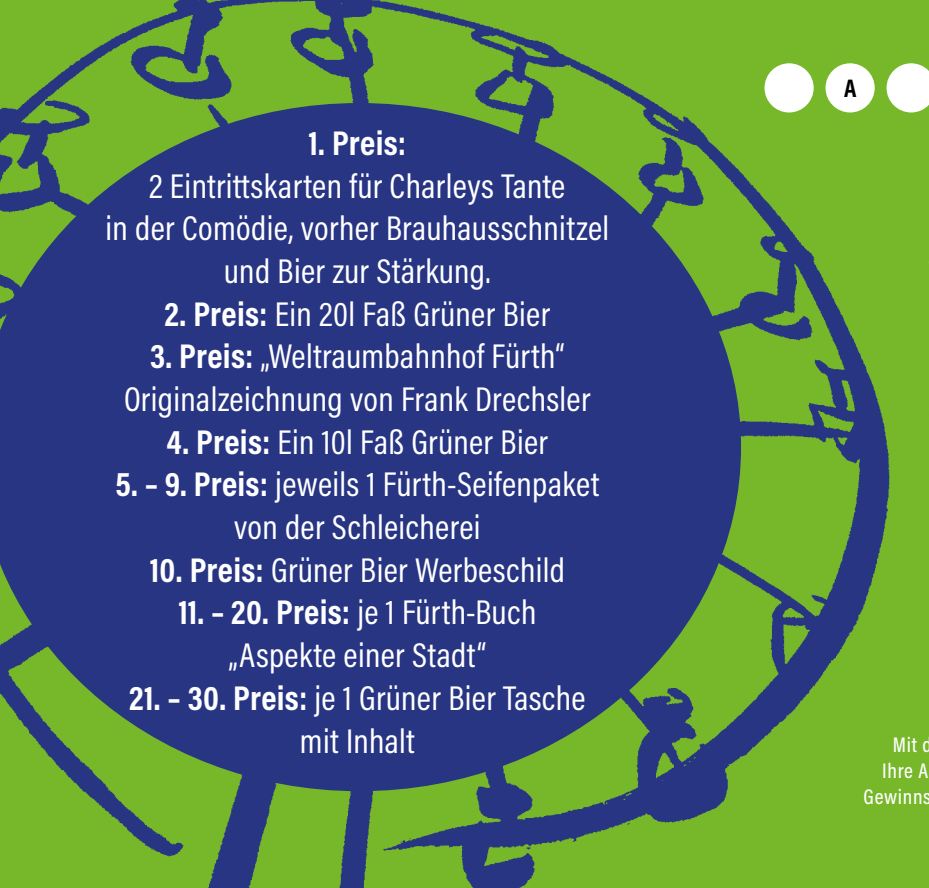 A
1. Preis:
2 Eintrittskarten für Charleys Tante
in der Comödie, vorher Brauhausschnitzel
und Bier zur Stärkung.
2. Preis: Ein 20l Faß Grüner Bier
3. Preis: „Weltraumbahnhof Fürth“
Originalzeichnung von Frank Drechsler
4. Preis: Ein 10l Faß Grüner Bier
5. – 9. Preis: jeweils 1 Fürth-Seifenpaket
von der Schleicherei
10. Preis: Grüner Bier Werbeschild
11. – 20. Preis: je 1 Fürth-Buch
„Aspekte einer Stadt“
21. – 30. Preis: je 1 Grüner Bier Tasche
mit Inhalt
Mit
Ihre